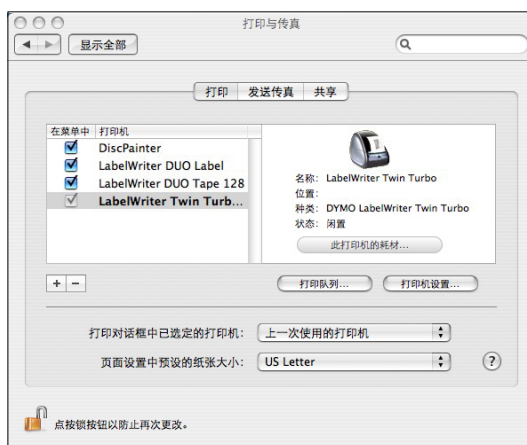 打印与传真
显示全部
打印 发送传真 共享
在菜单中 打印机
DiscPainter
LabelWriter DUO Label
LabelWriter DUO Tape 128
LabelWriter Twin Turb...
名称: LabelWriter Twin Turbo
位置:
种类: DYMO LabelWriter Twin Turbo
状态: 闲置
此打印机的耗材...
+ −
打印队列... 打印机设置...
打印对话框中已选定的打印机: 上一次使用的打印机
页面设置中预设的纸张大小: US Letter
?
点按锁按钮以防止再次更改。